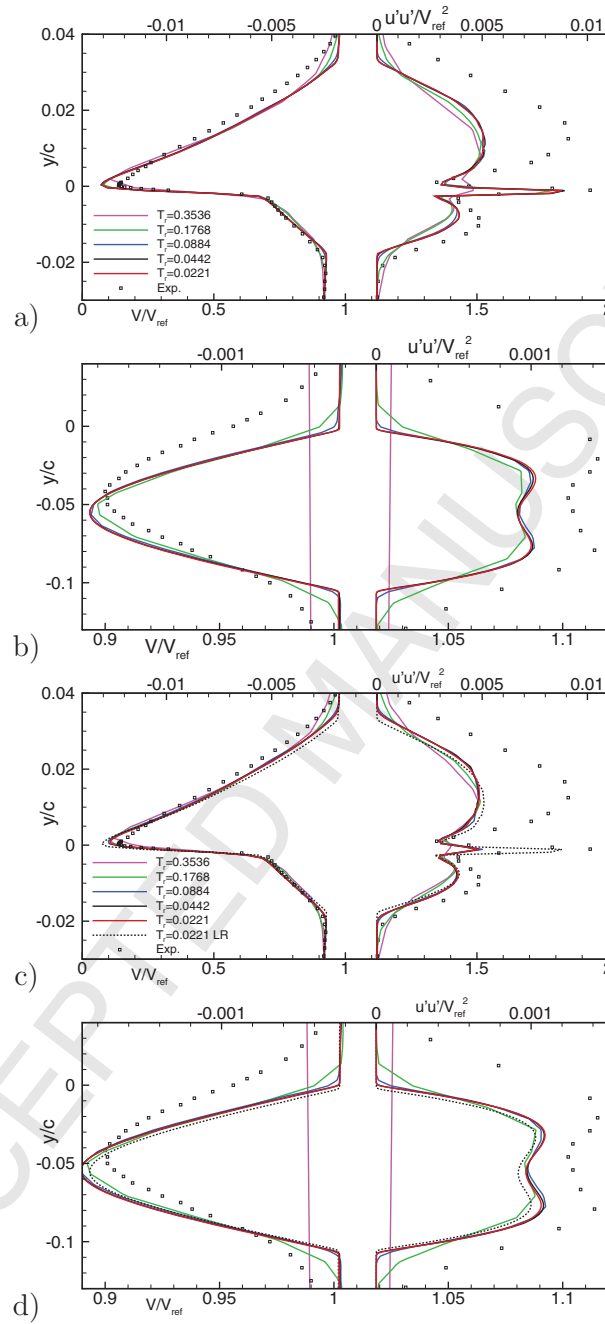 -0.01 -0.005 u'u'/V_ref^2 0 0.005 0.01
0.04
0.02
0
-0.02
y/c
T_r=0.3536
T_r=0.1768
T_r=0.0884
T_r=0.0442
T_r=0.0221
Exp.
a)
0 0.5 1 1.5 2
V/V_ref
-0.001 0 u'u'/V_ref^2 0.001
0
-0.05
-0.1
y/c
b)
0.9 0.95 1 1.05 1.1
V/V_ref
-0.01 -0.005 0 u'u'/V_ref^2 0.005 0.01
0.04
0.02
0
-0.02
y/c
T_r=0.3536
T_r=0.1768
T_r=0.0884
T_r=0.0442
T_r=0.0221
T_r=0.0221 LR
Exp.
c)
0 0.5 1 1.5 2
V/V_ref
-0.001 0 u'u'/V_ref^2 0.001
0
-0.05
-0.1
y/c
d)
0.9 0.95 1 1.05 1.1
V/V_ref
CCEPTED MANUSC